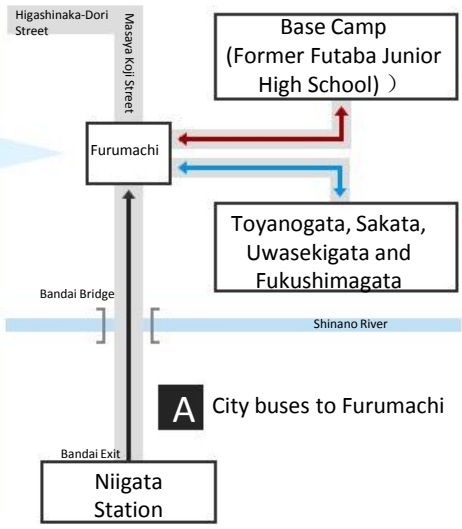 Higashinaka-Dori
Street
Masaya Koji Street
Base Camp
(Former Futaba Junior
High School) ）
Furumachi
Toyanogata, Sakata,
Uwasekigata and
Fukushimagata
Bandai Bridge
Shinano River
A City buses to Furumachi
Bandai Exit
Niigata
Station